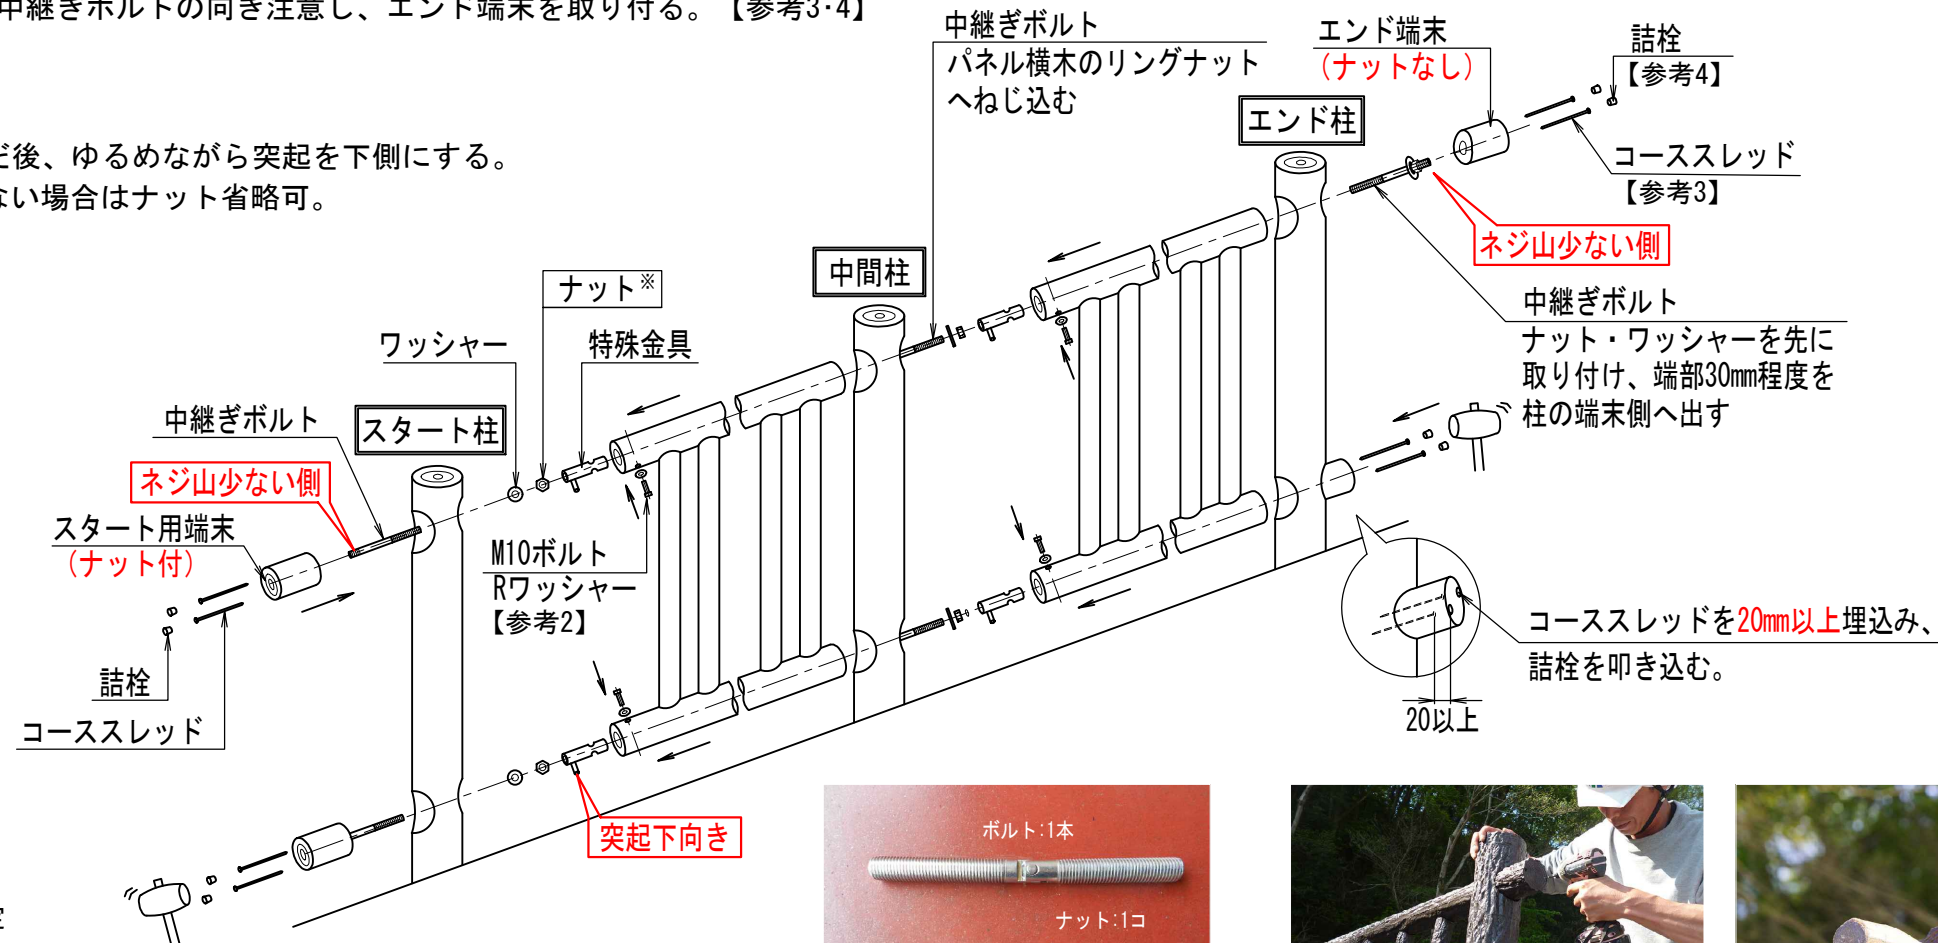 中継ぎボルトの向き注意し、エンド端末を取り付る。【参考3・4】
後、ゆるめながら突起を下側にする。
ない場合はナット省略可。
中継ぎボルト
パネル横木のリングナット
へねじ込む
エンド端末
(ナットなし)
詰栓
【参考4】
エンド柱
コーススレッド
【参考3】
ネジ山少ない側
中継ぎボルト
ナット・ワッシャーを先に
取り付け、端部30mm程度を
柱の端末側へ出す
中間柱
ナット※
ワッシャー
特殊金具
中継ぎボルト
スタート柱
ネジ山少ない側
スタート用端末
(ナット付)
M10ボルト
Rワッシャー
【参考2】
詰栓
コーススレッド
コーススレッドを20mm以上埋込み、
詰栓を叩き込む。
20以上
突起下向き
ボルト:1本
ナット:1コ